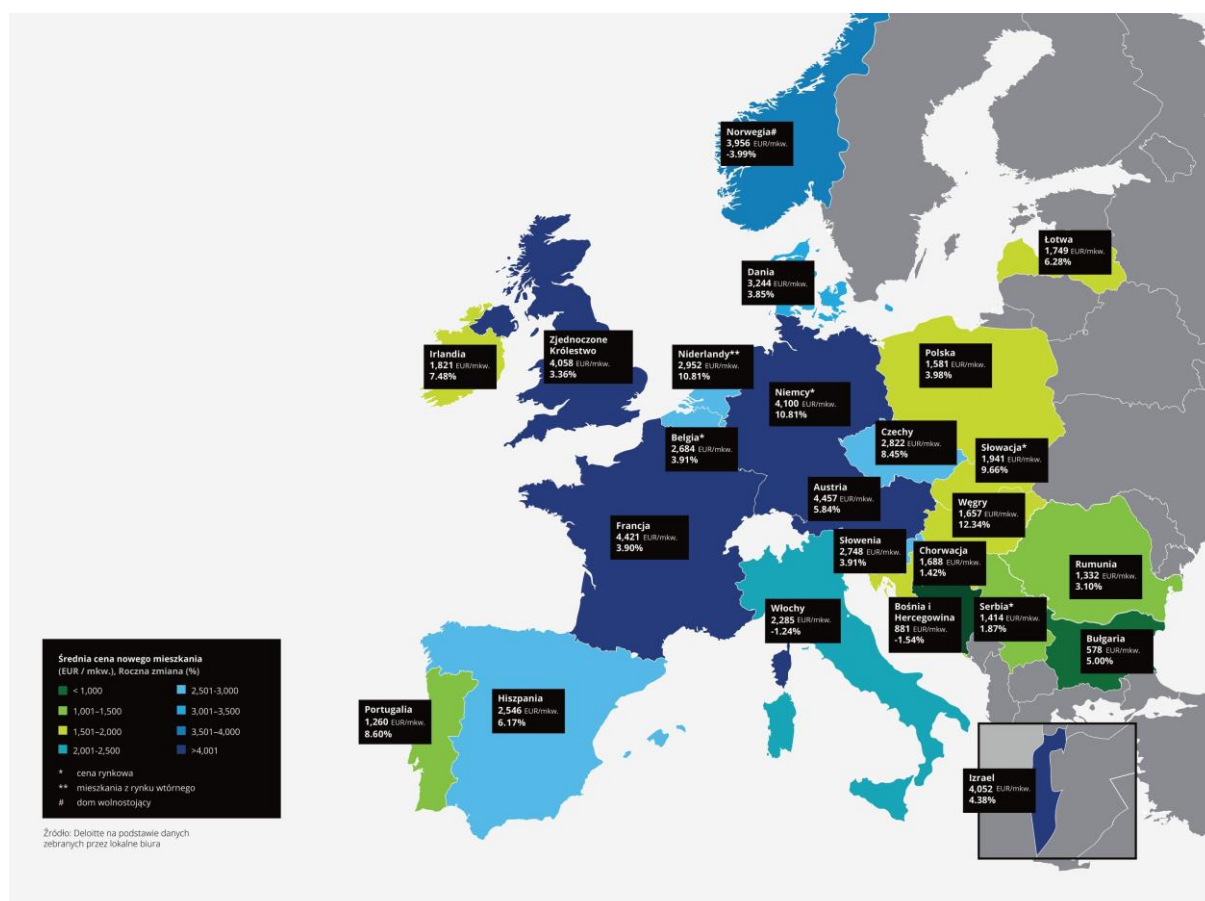 Norwegia#
3,956 EUR/mkw.
-3.99%
Łotwa
1,749 EUR/mkw.
6.28%
Dania
3,244 EUR/mkw.
3.85%
Irlandia
1,821 EUR/mkw.
7.48%
Zjednoczone
Królestwo
4,058 EUR/mkw.
3.36%
Niderlandy**
2,952 EUR/mkw.
10.81%
Niemcy*
4,100 EUR/mkw.
10.81%
Polska
1,581 EUR/mkw.
3.98%
Belgia*
2,684 EUR/mkw.
3.91%
Czechy
2,822 EUR/mkw.
8.45%
Słowacja*
1,941 EUR/mkw.
9.66%
Austria
4,457 EUR/mkw.
5.84%
Węgry
1,657 EUR/mkw.
12.34%
Francja
4,421 EUR/mkw.
3.90%
Słowenia
2,748 EUR/mkw.
3.91%
Chorwacja
1,688 EUR/mkw.
1.42%
Rumunia
1,332 EUR/mkw.
3.10%
Włochy
2,285 EUR/mkw.
-1.24%
Bośnia i
Hercegowina
881 EUR/mkw.
-1.54%
Serbia*
1,414 EUR/mkw.
1.87%
Bułgaria
578 EUR/mkw.
5.00%
Portugalia
1,260 EUR/mkw.
8.60%
Hiszpania
2,546 EUR/mkw.
6.17%
Izrael
4,052 EUR/mkw.
4.38%
Średnia cena nowego mieszkania
(EUR / mkw.), Roczna zmiana (%)
< 1,000
1,001–1,500
1,501–2,000
2,001-2,500
2,501-3,000
3,001–3,500
3,501–4,000
>4,001
* cena rynkowa
** mieszkania z rynku wtórnego
# dom wolnostojący
Źródło: Deloitte na podstawie danych
zebranych przez lokalne biura